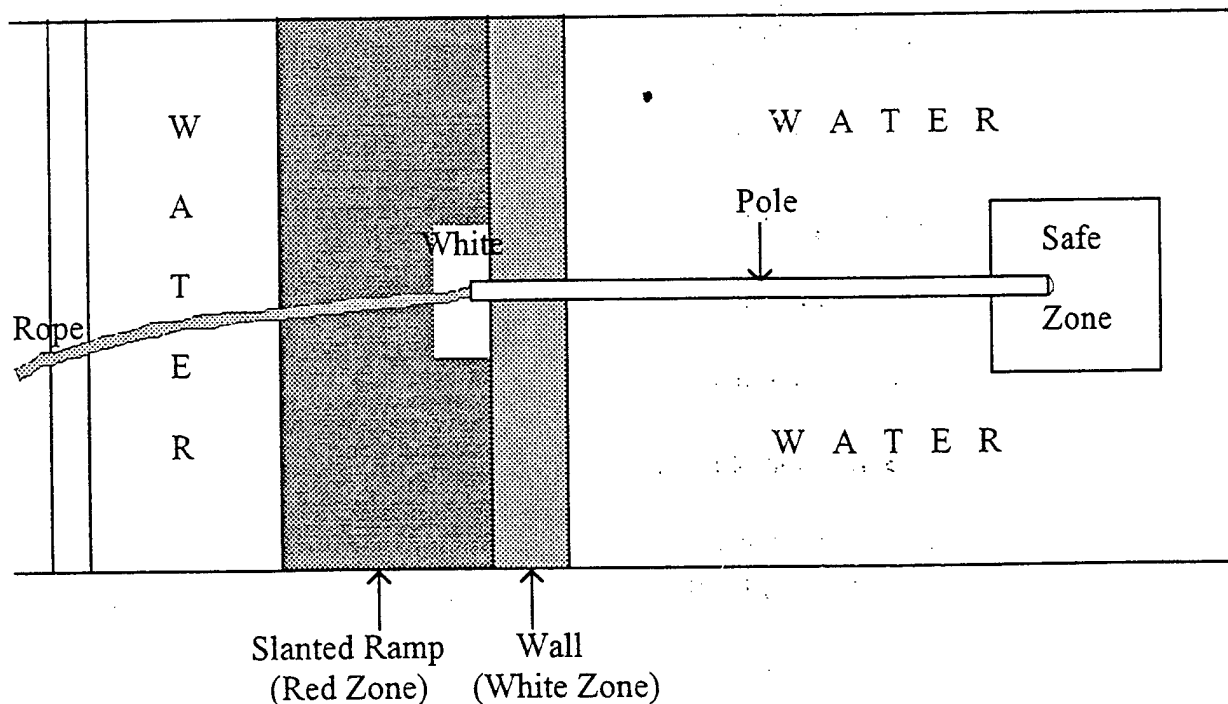 W A T E R
W A T E R
Pole
White
Safe
Zone
Rope
W A T E R
Slanted Ramp
(Red Zone)
Wall
(White Zone)